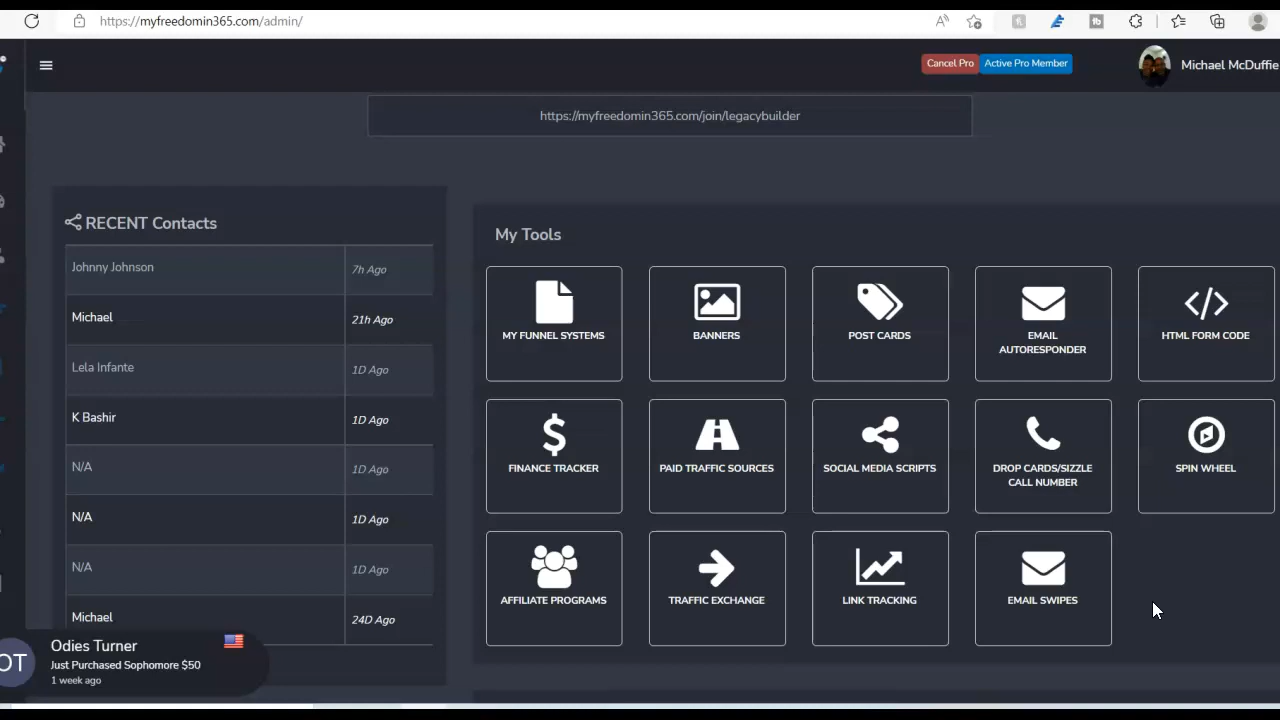 https://myfreedomin365.com/admin/
Cancel Pro
Active Pro Member
Michael McDuffie
https://myfreedomin365.com/join/legacybuilder
RECENT Contacts
Johnny Johnson 7h Ago
Michael 21h Ago
Lela Infante 1D Ago
K Bashir 1D Ago
N/A 1D Ago
N/A 1D Ago
N/A 1D Ago
Michael 24D Ago
My Tools
MY FUNNEL SYSTEMS
BANNERS
POST CARDS
EMAIL
AUTORESPONDER
HTML FORM CODE
FINANCE TRACKER
PAID TRAFFIC SOURCES
SOCIAL MEDIA SCRIPTS
DROP CARDS/SIZZLE
CALL NUMBER
SPIN WHEEL
AFFILIATE PROGRAMS
TRAFFIC EXCHANGE
LINK TRACKING
EMAIL SWIPES
OT
Odies Turner
Just Purchased Sophomore $50
1 week ago